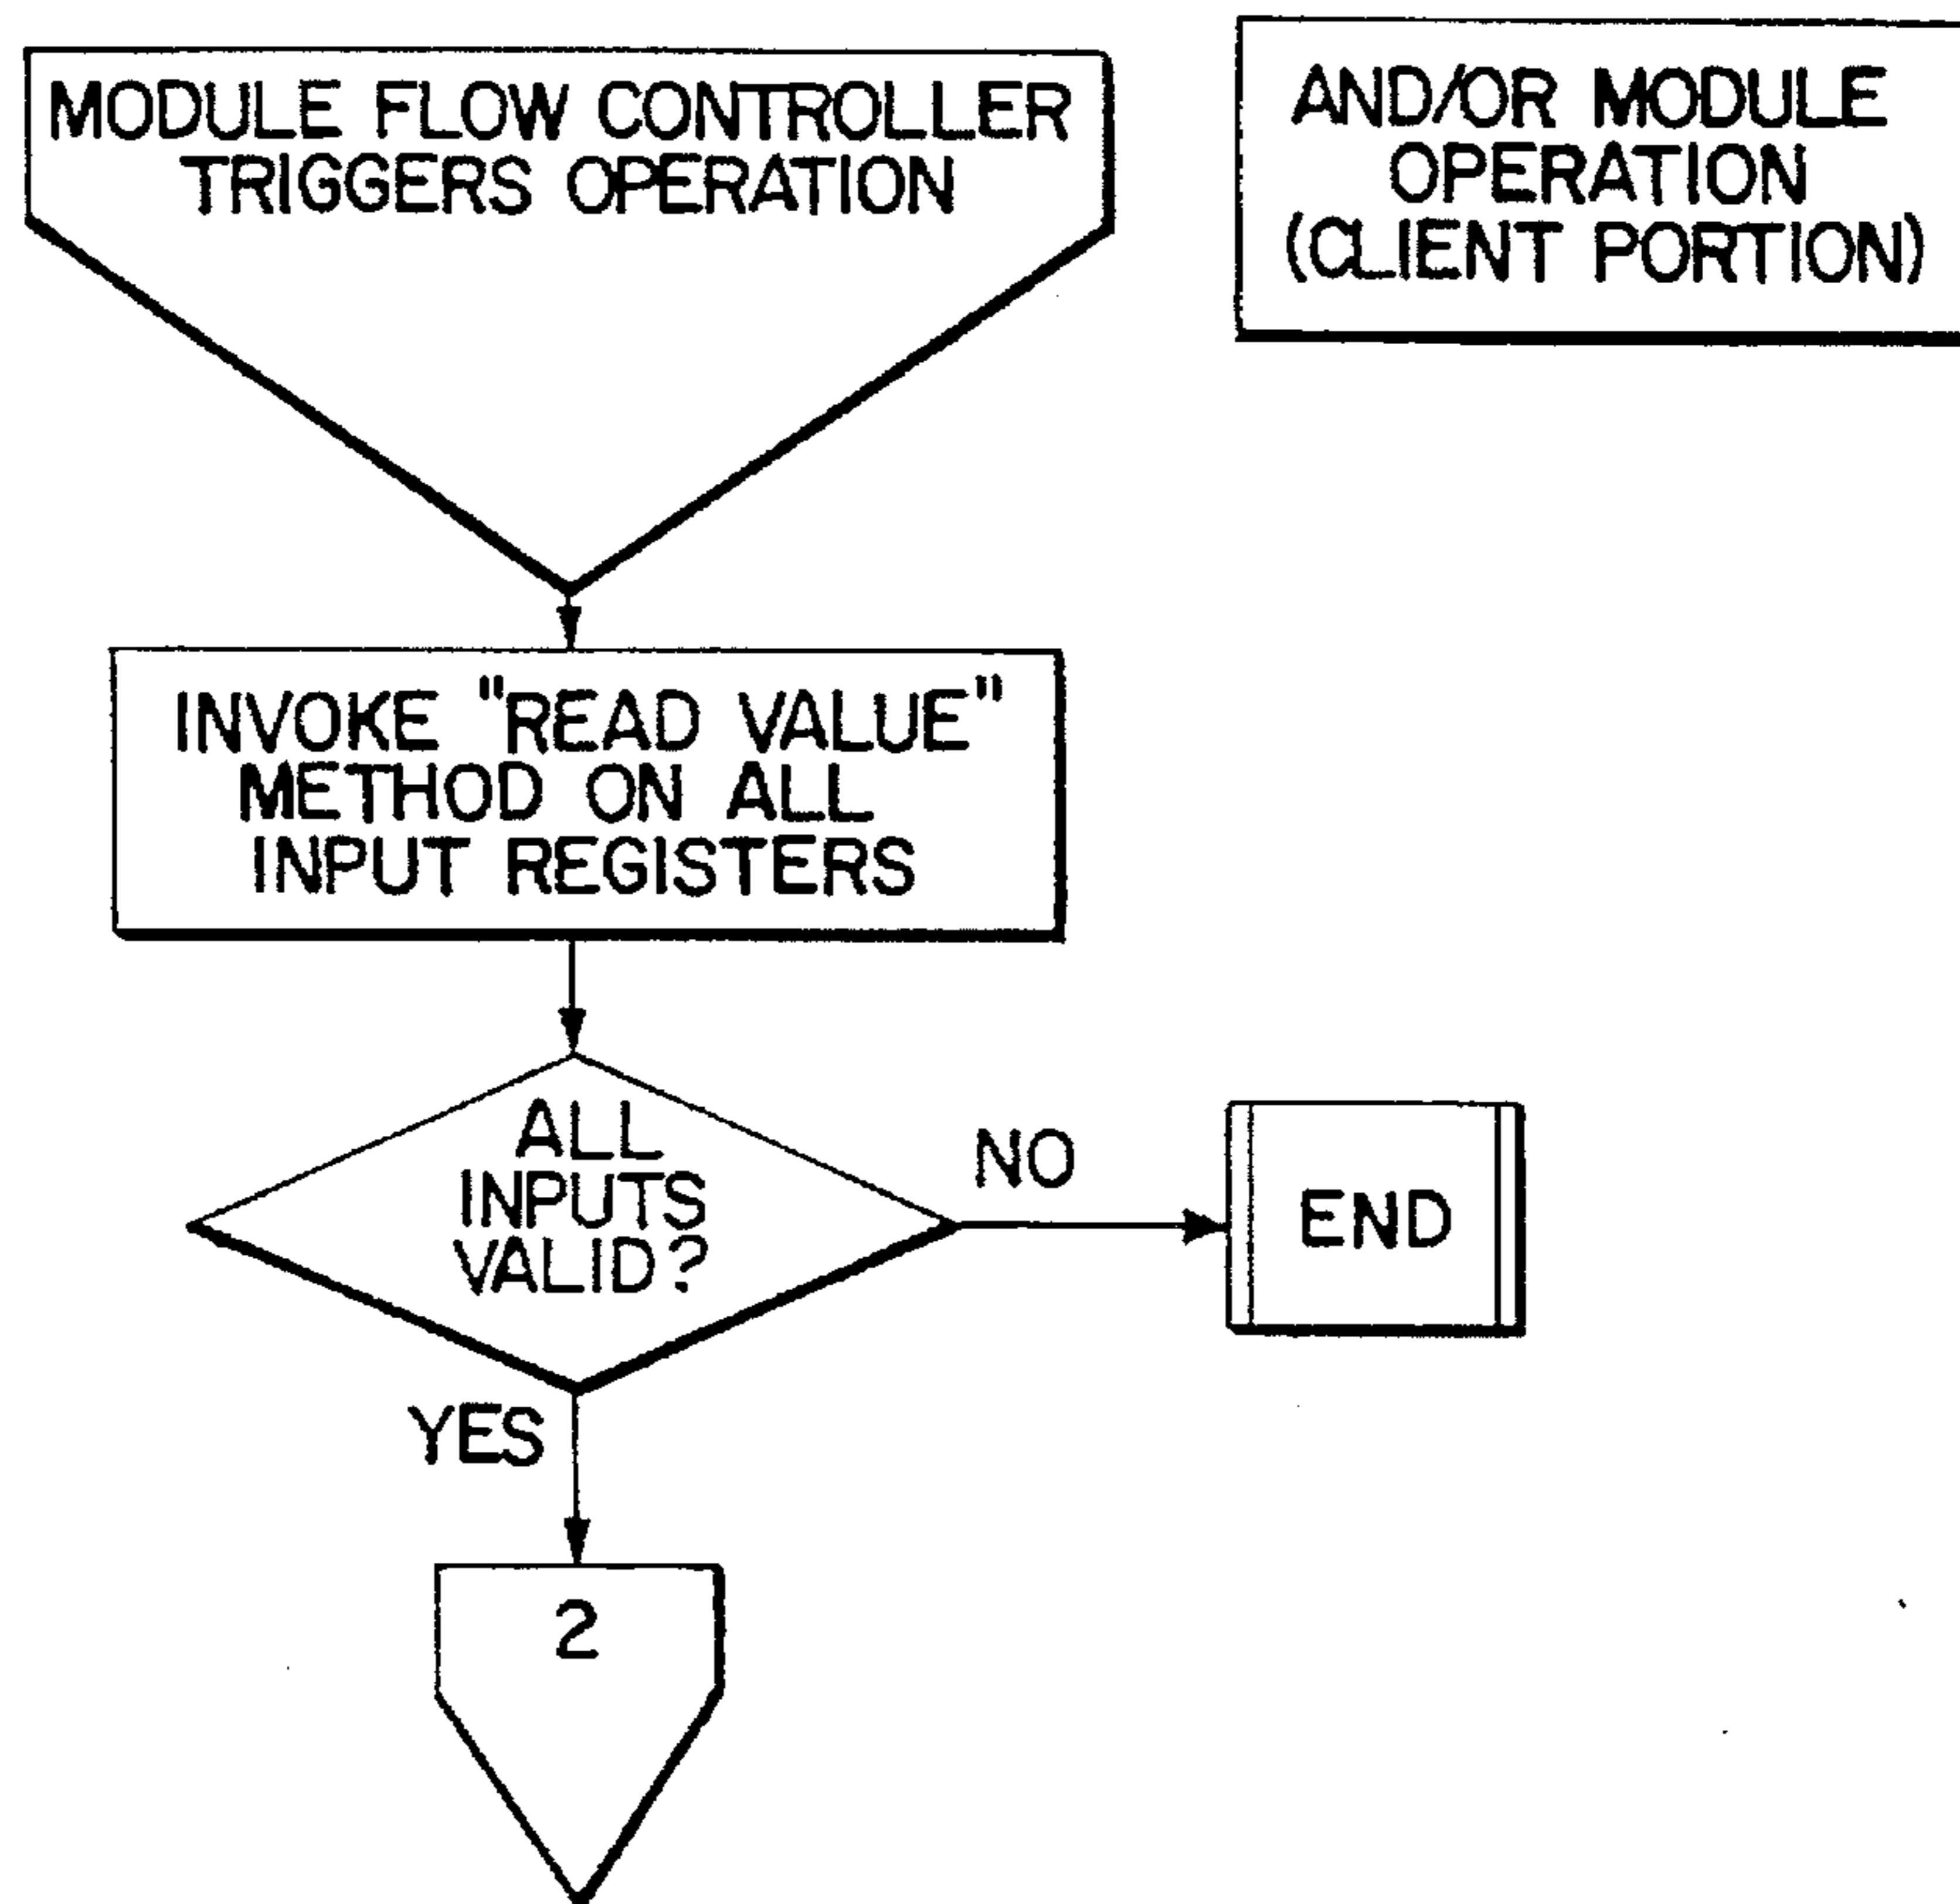 MODULE FLOW CONTROLLER
TRIGGERS OPERATION
AND/OR MODULE
OPERATION
(CLIENT PORTION)
INVOKE "READ VALUE"
METHOD ON ALL
INPUT REGISTERS
ALL
INPUTS
VALID?
NO
END
YES
2